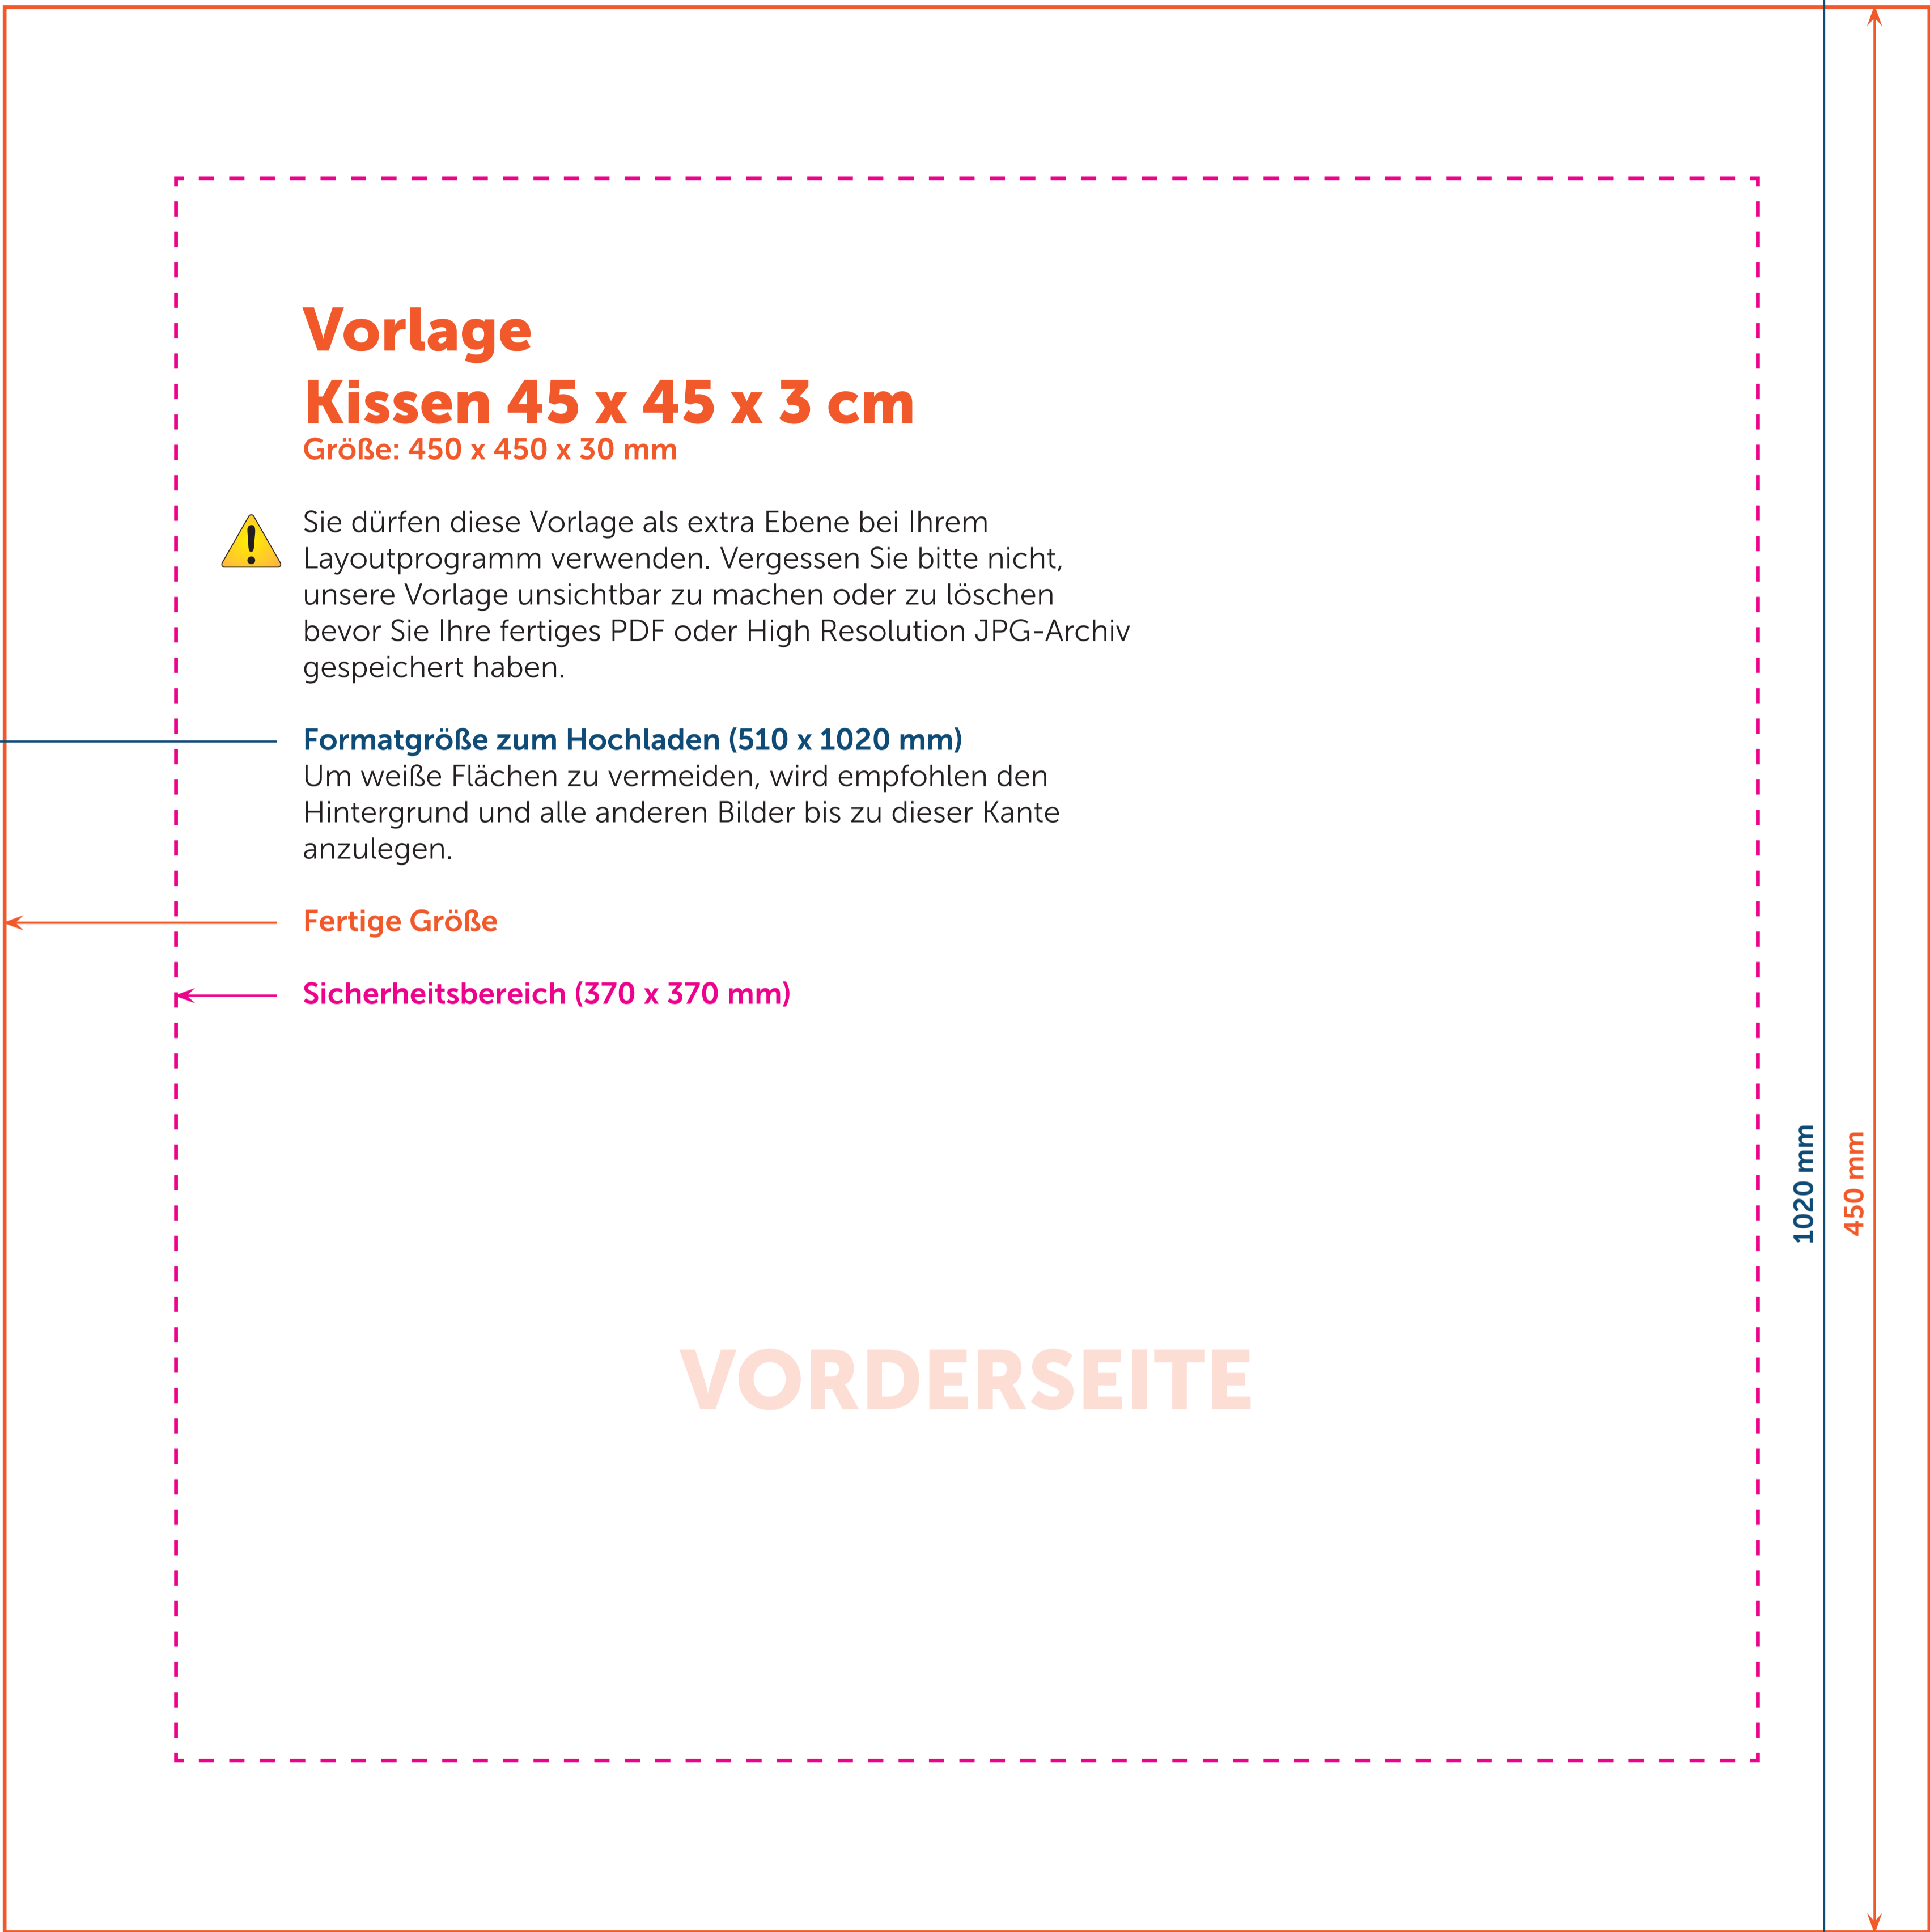 Vorlage
Kissen 45 x 45 x 3 cm
Größe: 450 x 450 x 30 mm
Sie dürfen diese Vorlage als extra Ebene bei Ihrem
Layoutprogramm verwenden. Vergessen Sie bitte nicht,
unsere Vorlage unsichtbar zu machen oder zu löschen
bevor Sie Ihre fertiges PDF oder High Resolution JPG-Archiv
gespeichert haben.
Formatgröße zum Hochladen (510 x 1020 mm)
Um weiße Flächen zu vermeiden, wird empfohlen den
Hintergrund und alle anderen Bilder bis zu dieser Kante
anzulegen.
Fertige Größe
Sicherheitsbereich (370 x 370 mm)
1020 mm
450 mm
VORDERSEITE